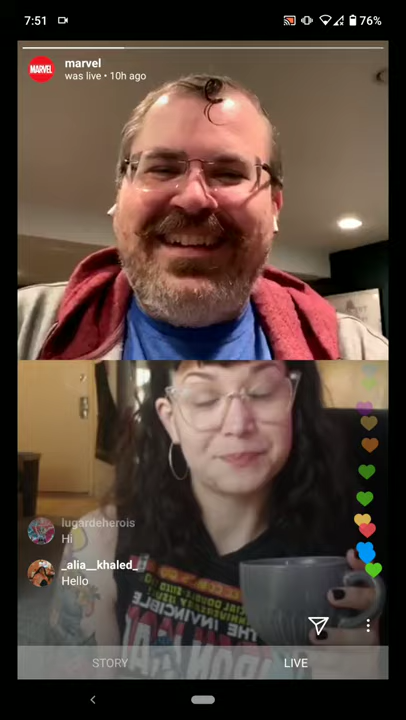 7:51
76%
MARVEL
marvel
was live • 10h ago
lugardeherois
Hi
_alia__khaled_
Hello
THE INVINCIBLE
STORY
LIVE